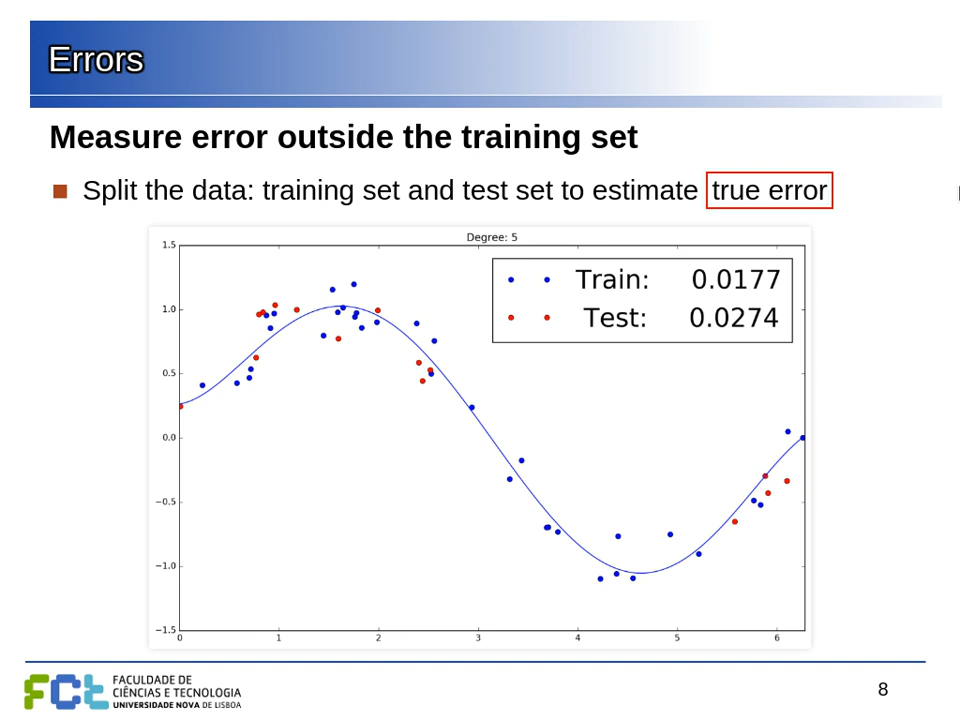 Errors
Measure error outside the training set
Split the data: training set and test set to estimate true error
Degree: 5
Train: 0.0177
Test: 0.0274
1.5
1.0
0.5
0.0
−0.5
−1.0
−1.5
0 1 2 3 4 5 6
FACULDADE DE
CIÊNCIAS E TECNOLOGIA
UNIVERSIDADE NOVA DE LISBOA
FCt
8